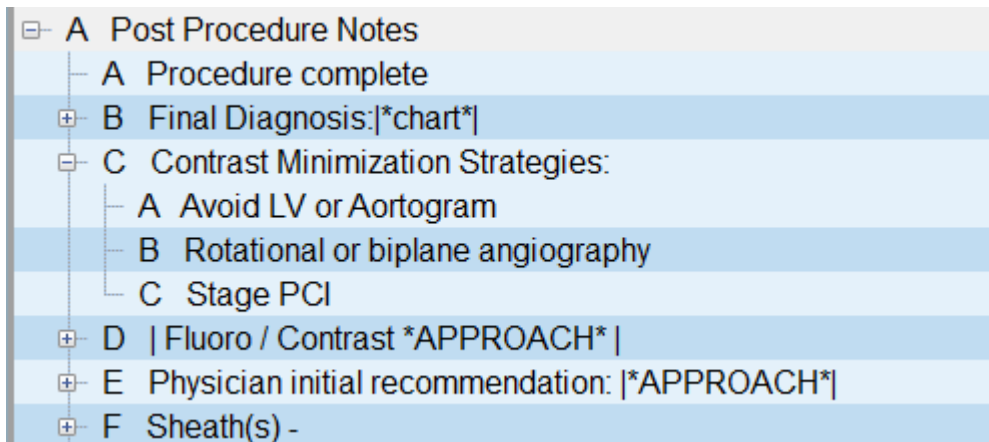 A Post Procedure Notes
A Procedure complete
B Final Diagnosis:|*chart*|
C Contrast Minimization Strategies:
A Avoid LV or Aortogram
B Rotational or biplane angiography
C Stage PCI
D | Fluoro / Contrast *APPROACH* |
E Physician initial recommendation: |*APPROACH*|
F Sheath(s) -